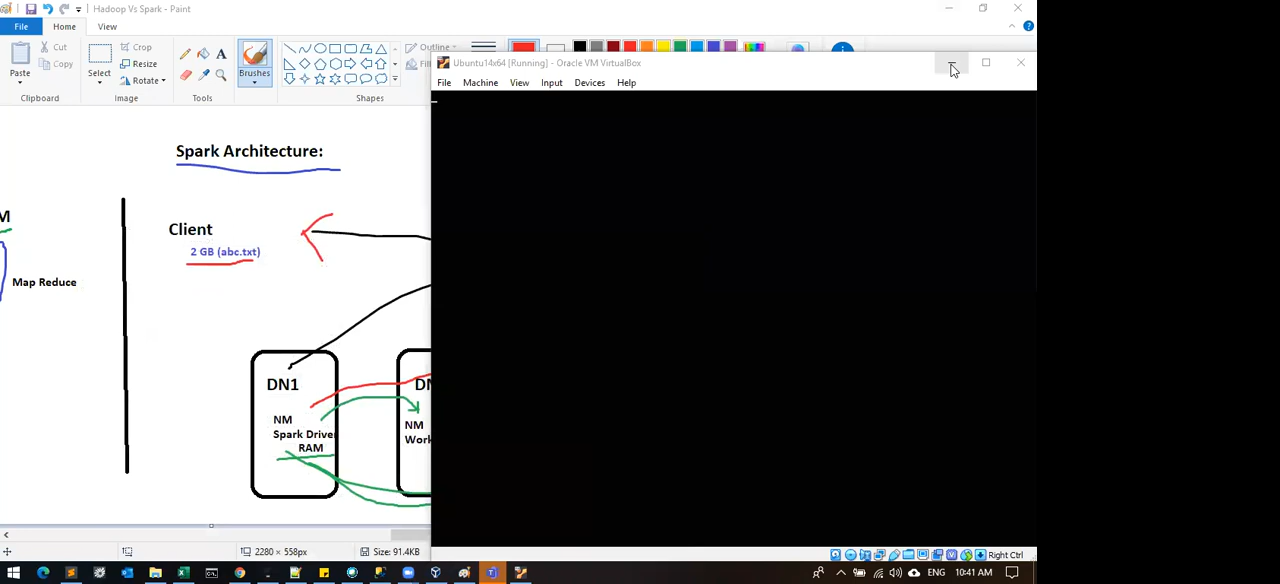 Hadoop Vs Spark - Paint
File Home View
Paste
Cut
Copy
Clipboard
Select
Crop
Resize
Rotate
Image
Tools
Brushes
Shapes
Outline
Ubuntu14x64 [Running] - Oracle VM VirtualBox
File Machine View Input Devices Help
Spark Architecture:
M
Map Reduce
Client
2 GB (abc.txt)
DN1
NM
Spark Driver
RAM
DN
NM
Work
2280 × 558px
Size: 91.4KB
Right Ctrl
ENG
10:41 AM